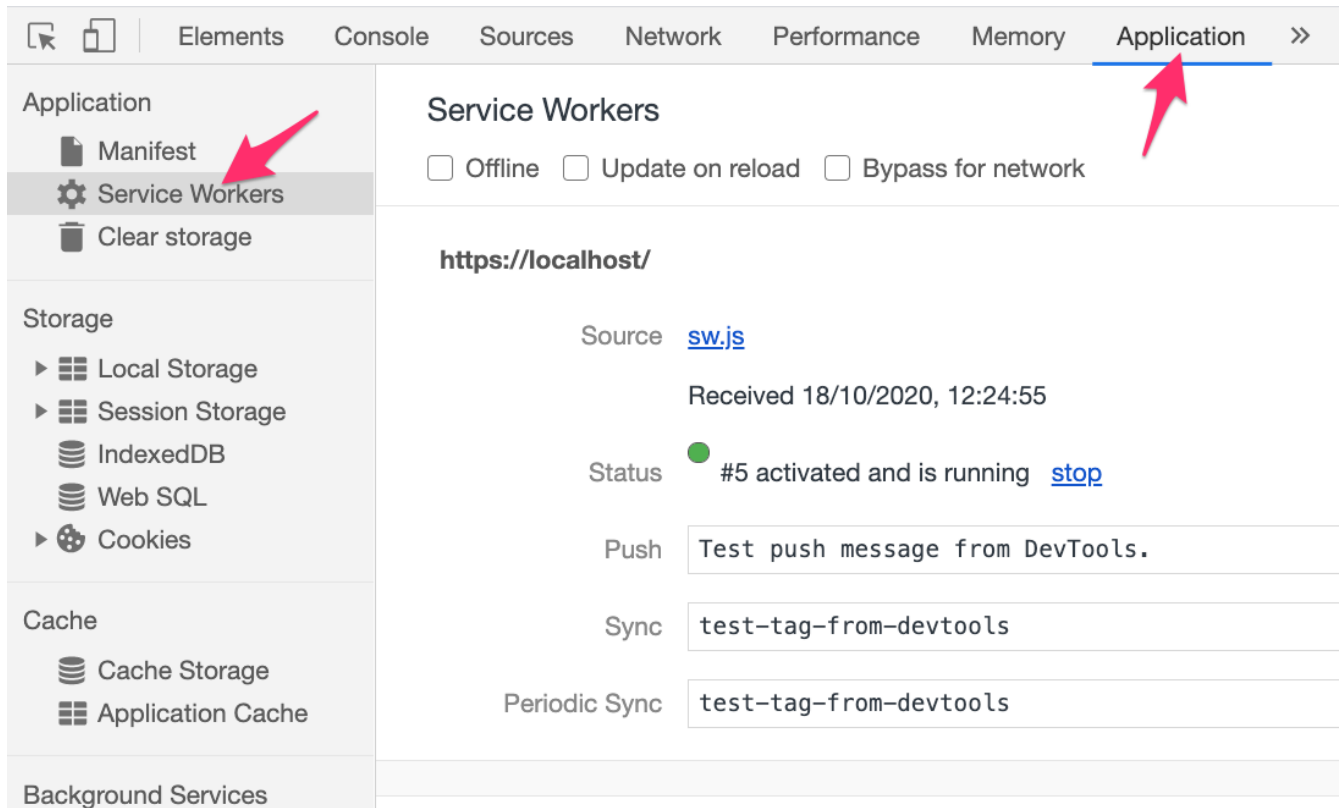 Elements Console Sources Network Performance Memory Application »
Application
Manifest
Service Workers
Clear storage
Storage
Local Storage
Session Storage
IndexedDB
Web SQL
Cookies
Cache
Cache Storage
Application Cache
Background Services
Service Workers
Offline Update on reload Bypass for network
https://localhost/
Source sw.js
Received 18/10/2020, 12:24:55
Status #5 activated and is running stop
Push Test push message from DevTools.
Sync test-tag-from-devtools
Periodic Sync test-tag-from-devtools